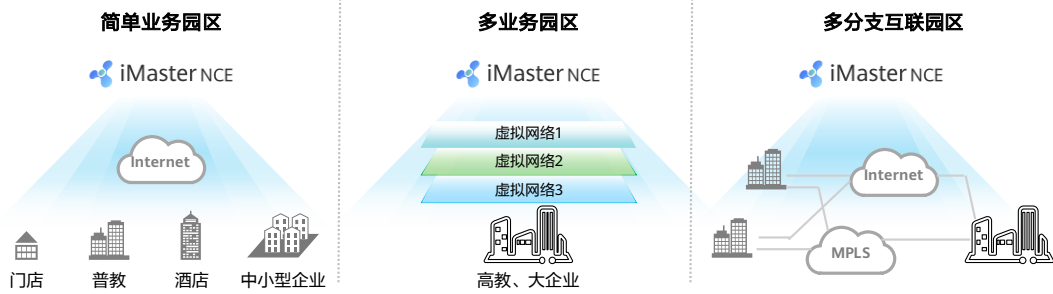 简单业务园区
iMaster NCE
Internet
门店
普教
酒店
中小型企业
多业务园区
iMaster NCE
虚拟网络1
虚拟网络2
虚拟网络3
高教、大企业
多分支互联园区
iMaster NCE
Internet
MPLS